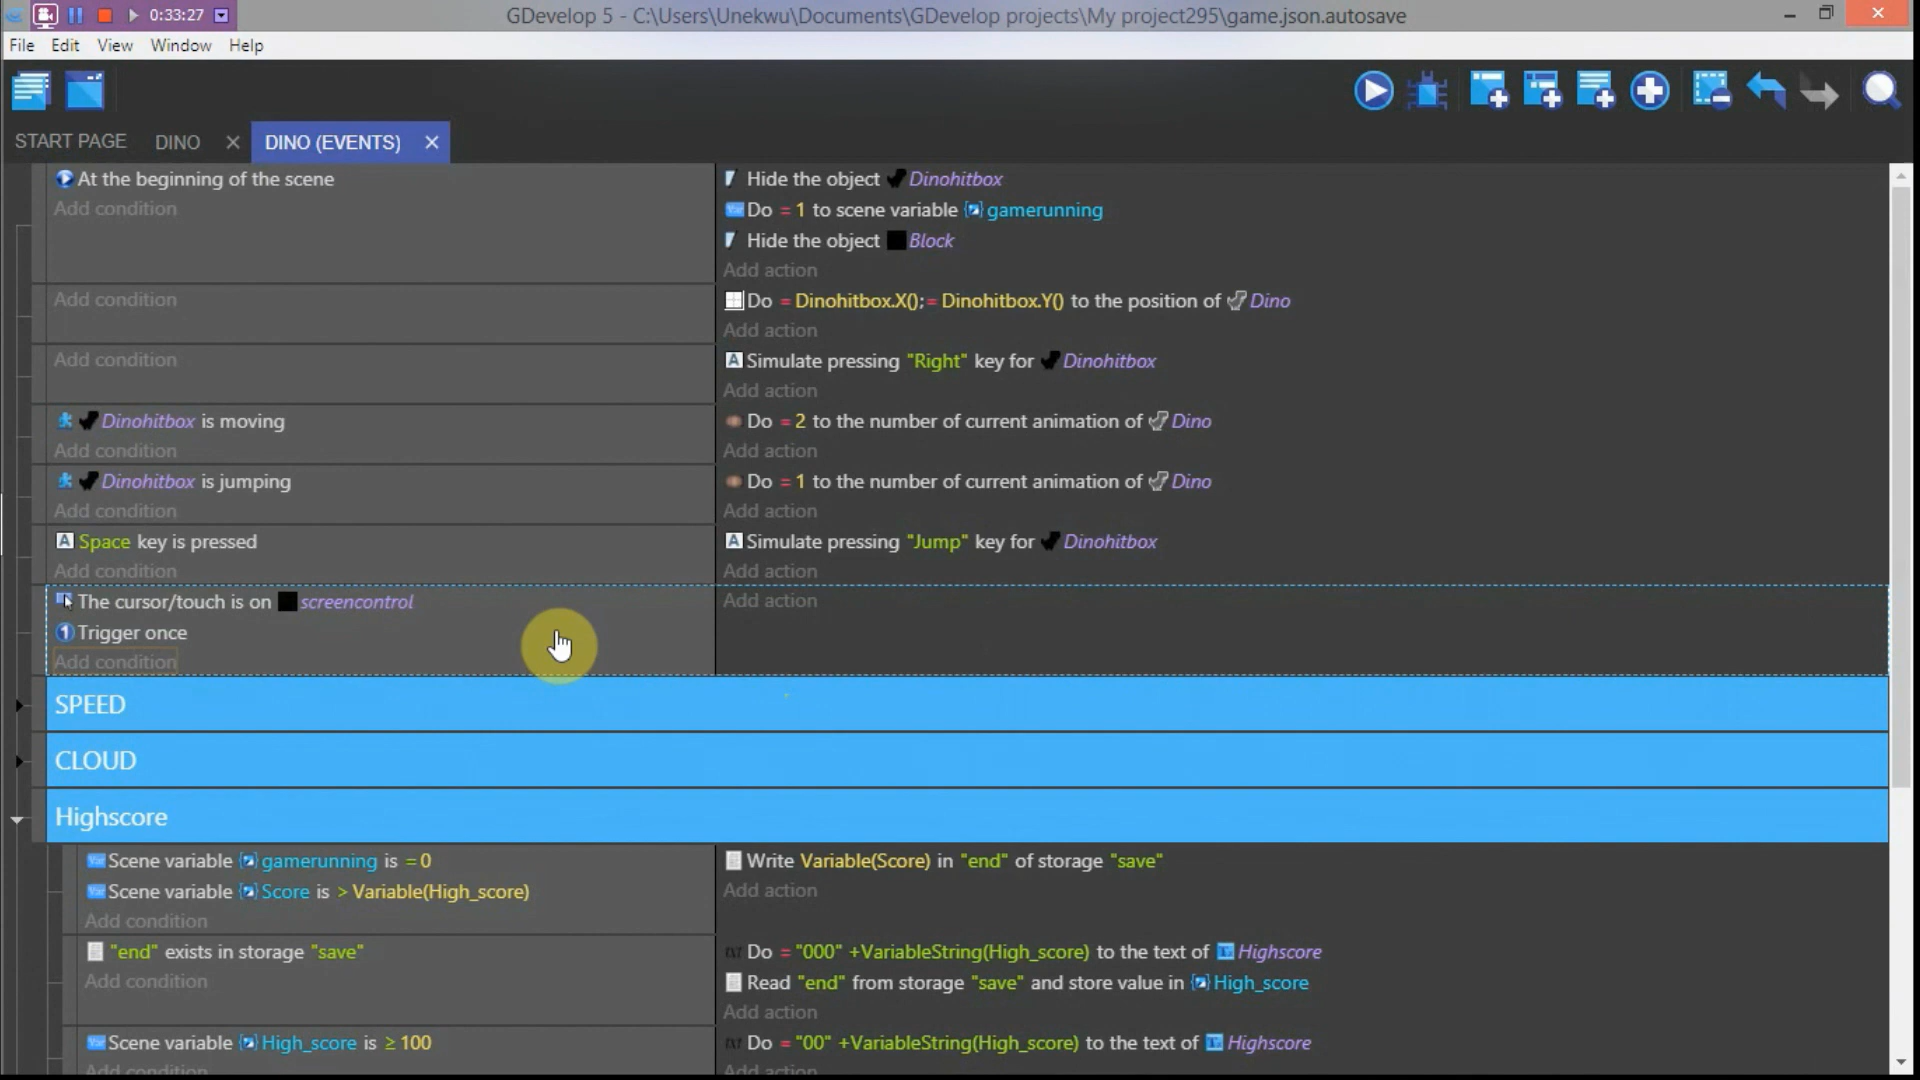 0:33:27
GDevelop 5 - C:\Users\Unekwu\Documents\GDevelop projects\My project295\game.json.autosave
File Edit View Window Help
START PAGE DINO DINO (EVENTS)
At the beginning of the scene
Add condition
Hide the object Dinohitbox
Do = 1 to scene variable gamerunning
Hide the object Block
Add action
Add condition
Do = Dinohitbox.X();= Dinohitbox.Y() to the position of Dino
Add action
Add condition
Simulate pressing "Right" key for Dinohitbox
Add action
Dinohitbox is moving
Add condition
Do = 2 to the number of current animation of Dino
Add action
Dinohitbox is jumping
Add condition
Do = 1 to the number of current animation of Dino
Add action
Space key is pressed
Add condition
Simulate pressing "Jump" key for Dinohitbox
Add action
The cursor/touch is on screencontrol
Trigger once
Add condition
Add action
SPEED
CLOUD
Highscore
Scene variable gamerunning is = 0
Scene variable Score is > Variable(High_score)
Add condition
Write Variable(Score) in "end" of storage "save"
Add action
"end" exists in storage "save"
Add condition
Do = "000" +VariableString(High_score) to the text of Highscore
Read "end" from storage "save" and store value in High_score
Add action
Scene variable High_score is ≥ 100
Add condition
Do = "00" +VariableString(High_score) to the text of Highscore
Add action